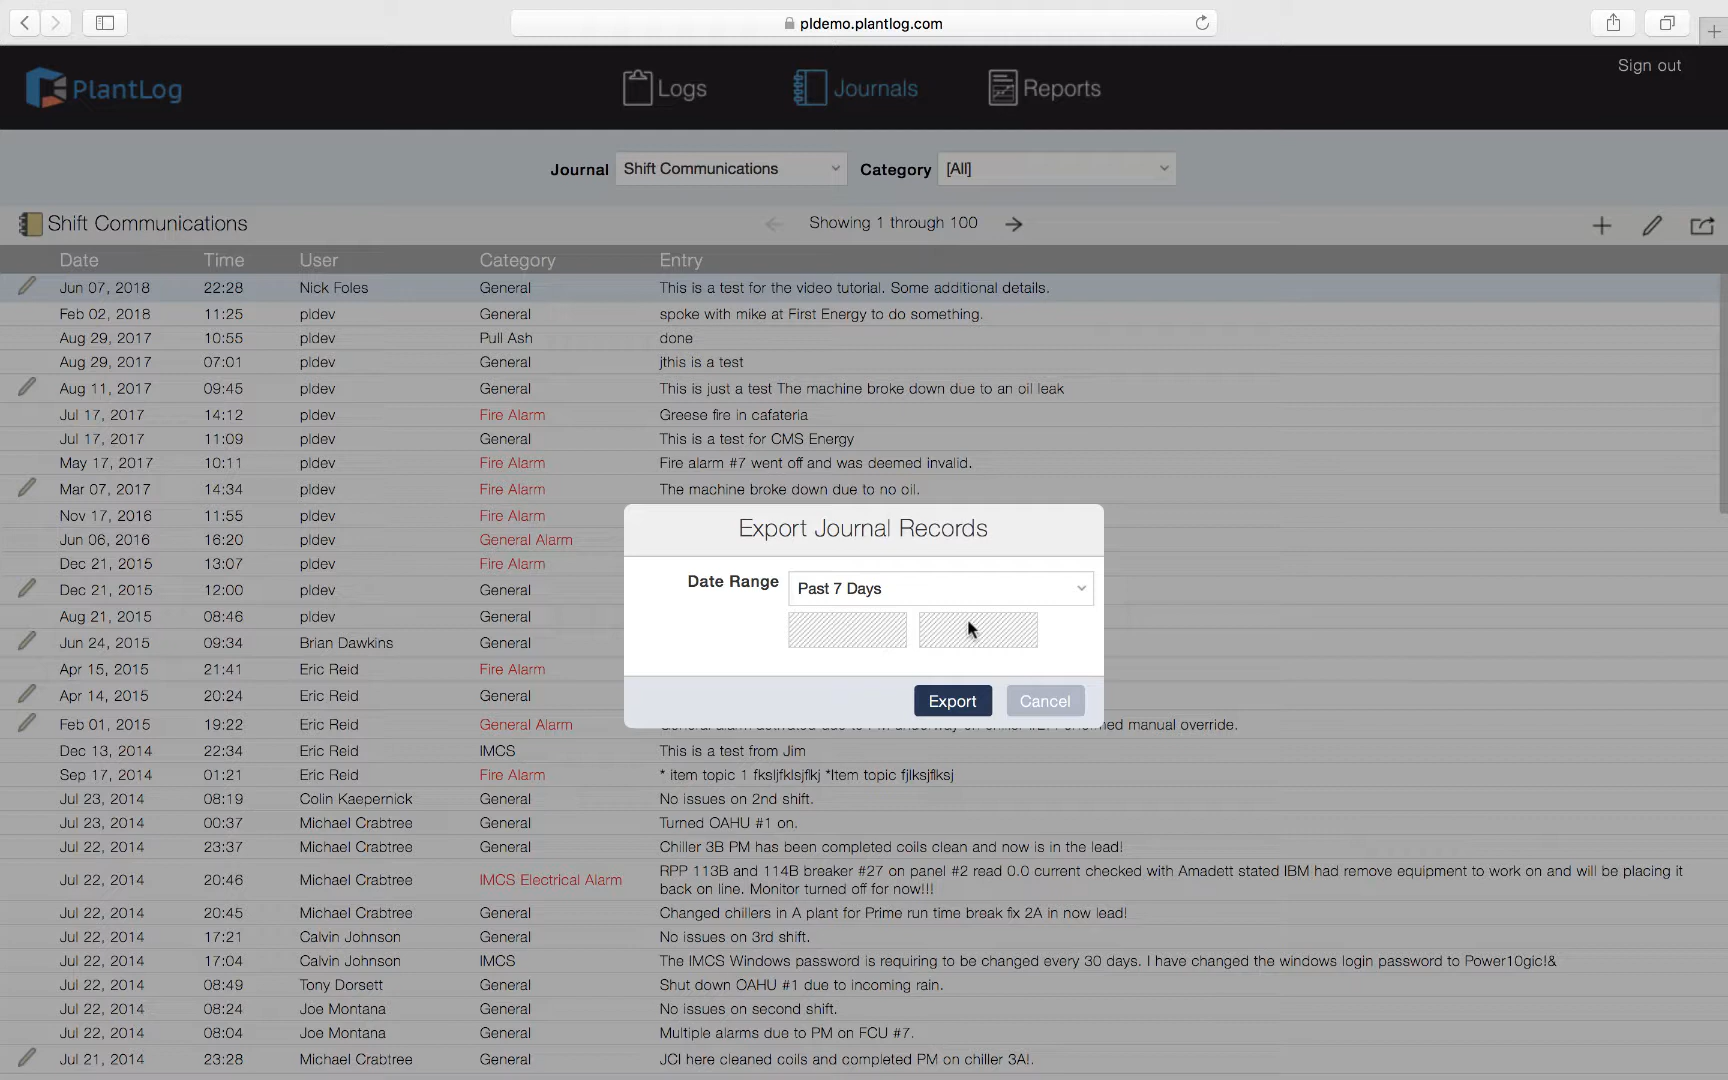 pldemo.plantlog.com
PlantLog
Logs
Journals
Reports
Sign out
Journal Shift Communications Category [All]
Shift Communications
Showing 1 through 100
Date Time User Category Entry
Jun 07, 2018 22:28 Nick Foles General This is a test for the video tutorial. Some additional details.
Feb 02, 2018 11:25 pldev General spoke with mike at First Energy to do something.
Aug 29, 2017 10:55 pldev Pull Ash done
Aug 29, 2017 07:01 pldev General jthis is a test
Aug 11, 2017 09:45 pldev General This is just a test The machine broke down due to an oil leak
Jul 17, 2017 14:12 pldev Fire Alarm Greese fire in cafateria
Jul 17, 2017 11:09 pldev General This is a test for CMS Energy
May 17, 2017 10:11 pldev Fire Alarm Fire alarm #7 went off and was deemed invalid.
Mar 07, 2017 14:34 pldev Fire Alarm The machine broke down due to no oil.
Nov 17, 2016 11:55 pldev Fire Alarm
Jun 06, 2016 16:20 pldev General Alarm
Dec 21, 2015 13:07 pldev Fire Alarm
Dec 21, 2015 12:00 pldev General
Aug 21, 2015 08:46 pldev General
Jun 24, 2015 09:34 Brian Dawkins General
Apr 15, 2015 21:41 Eric Reid Fire Alarm
Apr 14, 2015 20:24 Eric Reid General
Feb 01, 2015 19:22 Eric Reid General Alarm manual override.
Dec 13, 2014 22:34 Eric Reid IMCS This is a test from Jim
Sep 17, 2014 01:21 Eric Reid Fire Alarm * item topic 1 fksljfklsjflkj *Item topic fjlksjflksj
Jul 23, 2014 08:19 Colin Kaepernick General No issues on 2nd shift.
Jul 23, 2014 00:37 Michael Crabtree General Turned OAHU #1 on.
Jul 22, 2014 23:37 Michael Crabtree General Chiller 3B PM has been completed coils clean and now is in the lead!
Jul 22, 2014 20:46 Michael Crabtree IMCS Electrical Alarm RPP 113B and 114B breaker #27 on panel #2 read 0.0 current checked with Amadett stated IBM had remove equipment to work on and will be placing it
back on line. Monitor turned off for now!!!
Jul 22, 2014 20:45 Michael Crabtree General Changed chillers in A plant for Prime run time break fix 2A in now lead!
Jul 22, 2014 17:21 Calvin Johnson General No issues on 3rd shift.
Jul 22, 2014 17:04 Calvin Johnson IMCS The IMCS Windows password is requiring to be changed every 30 days. I have changed the windows login password to Power10gic!&
Jul 22, 2014 08:49 Tony Dorsett General Shut down OAHU #1 due to incoming rain.
Jul 22, 2014 08:24 Joe Montana General No issues on second shift.
Jul 22, 2014 08:04 Joe Montana General Multiple alarms due to PM on FCU #7.
Jul 21, 2014 23:28 Michael Crabtree General JCI here cleaned coils and completed PM on chiller 3A!.
Export Journal Records
Date Range Past 7 Days
Export Cancel